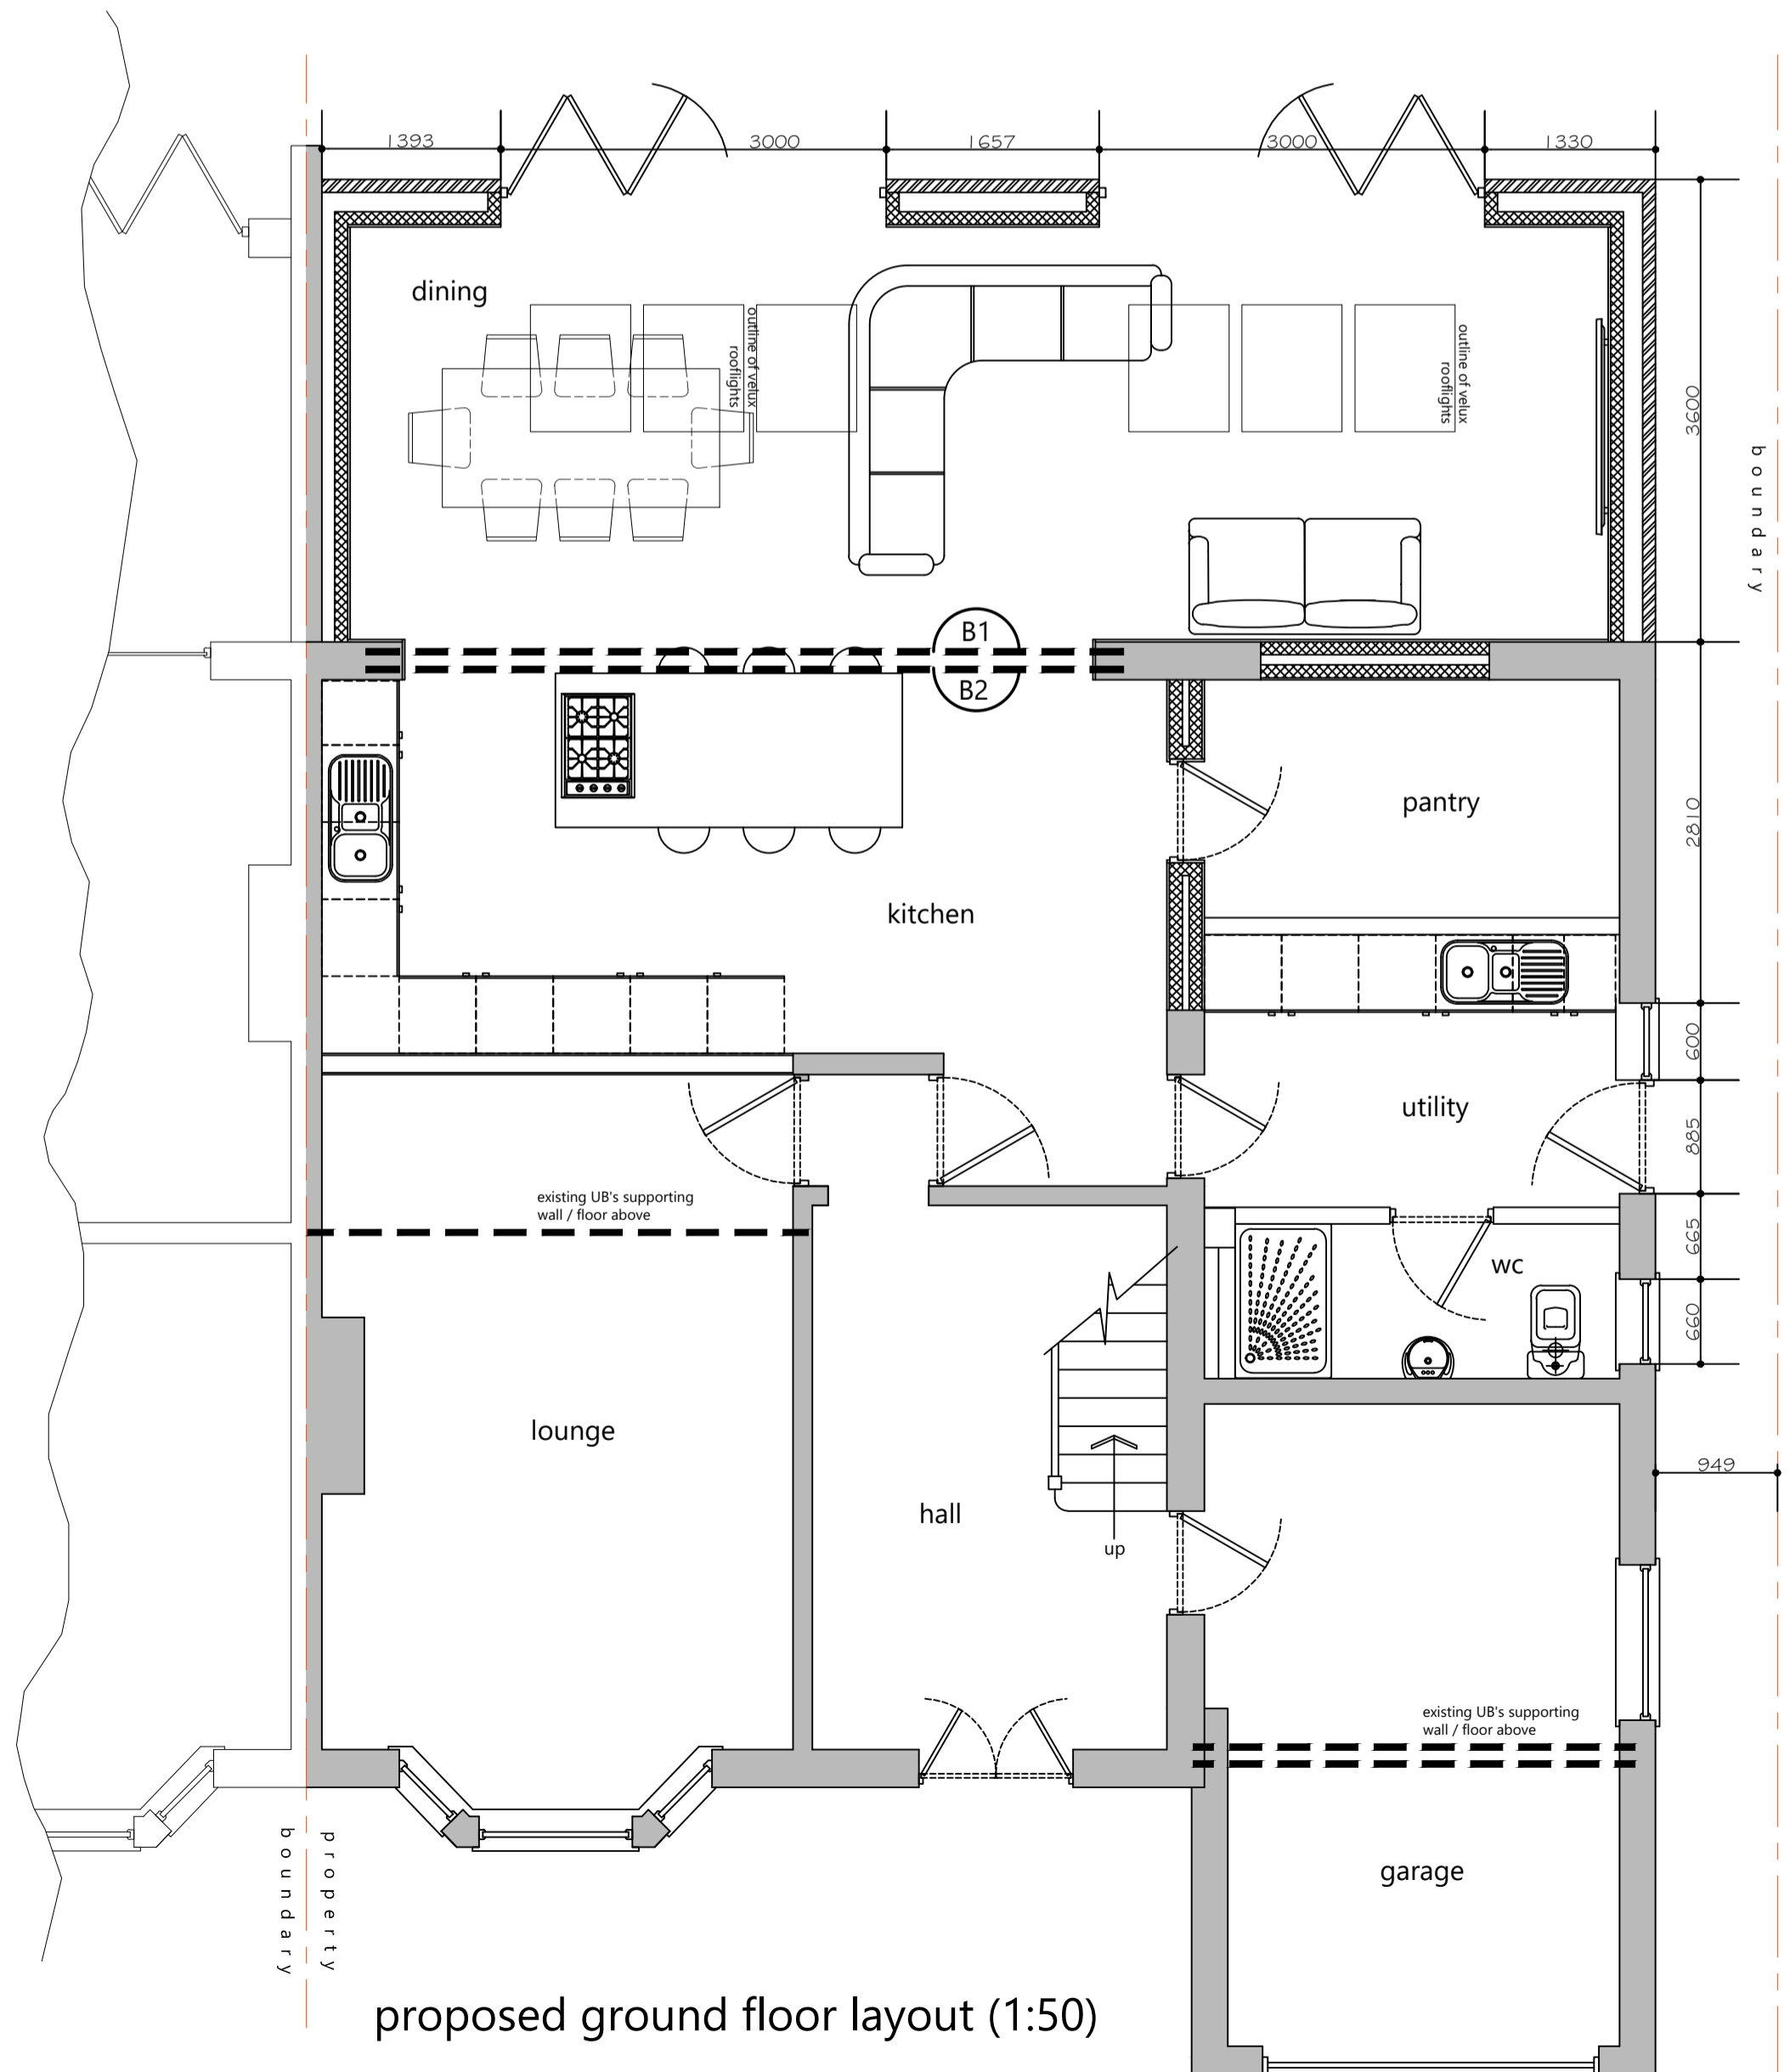 1393
3000
1657
3000
1330
dining
outline of velux
rooflights
outline of velux
rooflights
3600
boundary
B1
B2
pantry
2810
kitchen
600
utility
885
existing UB's supporting
wall / floor above
665
wc
660
lounge
949
hall
up
existing UB's supporting
wall / floor above
garage
property
boundary
proposed ground floor layout (1:50)